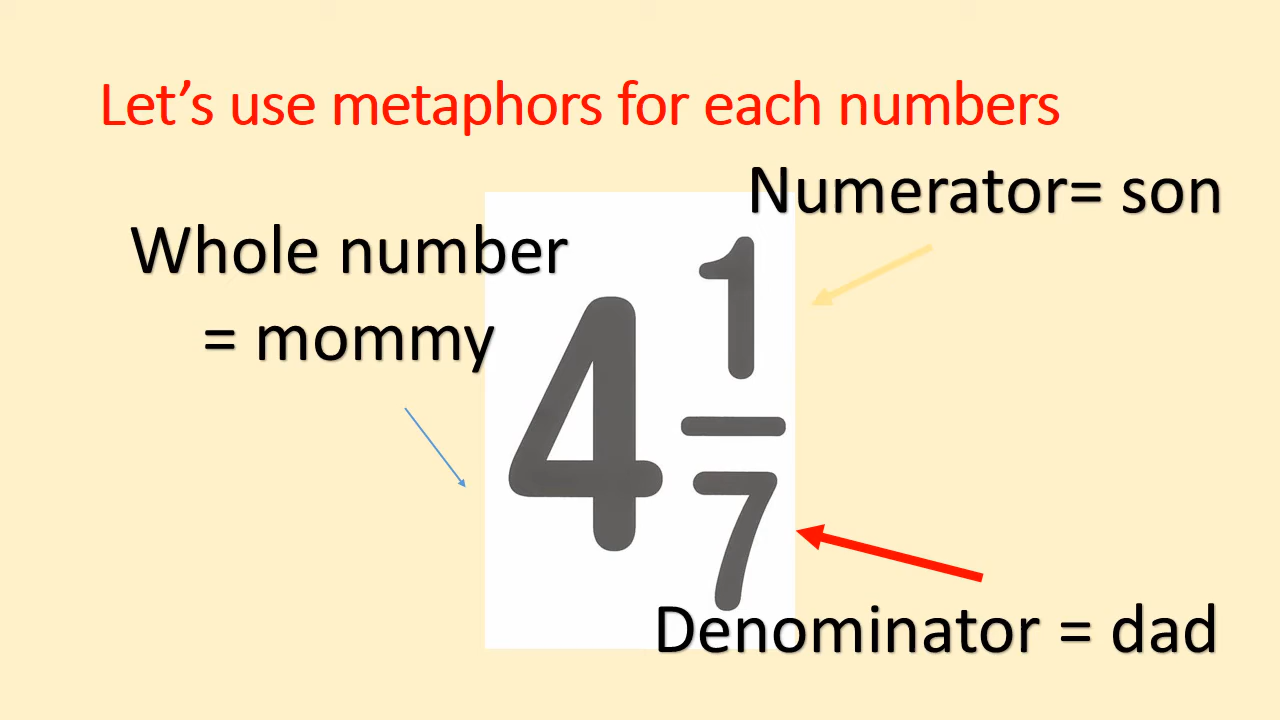 Let’s use metaphors for each numbers
Numerator= son
Whole number
= mommy
4 1
7
Denominator = dad